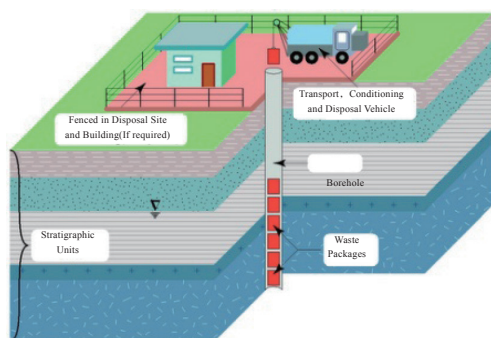 Fenced in Disposal Site
and Building(If required)
Transport、Conditioning
and Disposal Vehicle
Borehole
Stratigraphic
Units
Waste
Packages